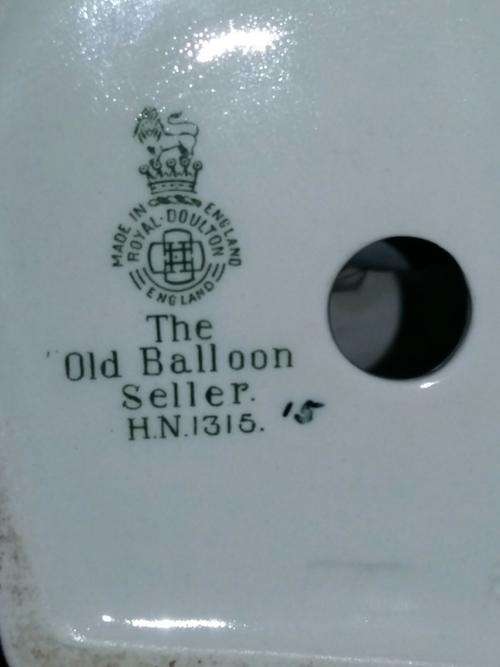 MADE IN ENGLAND
ROYAL·DOULTON
ENGLAND
The
Old Balloon
Seller.
H.N.1315.
15